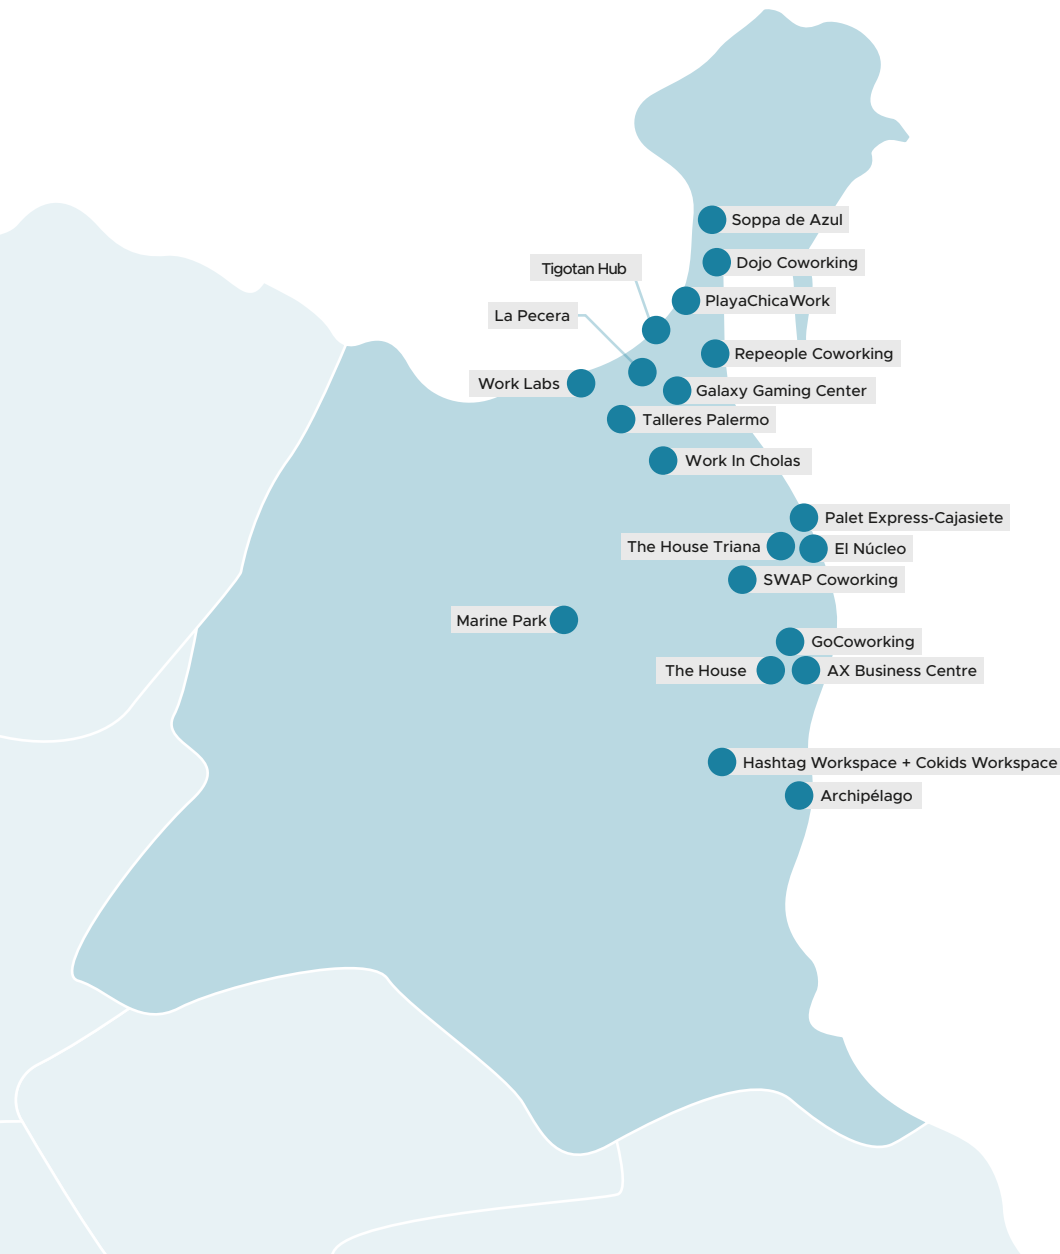 Soppa de Azul
Dojo Coworking
Tigotan Hub
PlayaChicaWork
La Pecera
Repeople Coworking
Work Labs
Galaxy Gaming Center
Talleres Palermo
Work In Cholas
Palet Express-Cajasiete
The House Triana
El Núcleo
SWAP Coworking
Marine Park
GoCoworking
The House
AX Business Centre
Hashtag Workspace + Cokids Workspace
Archipélago